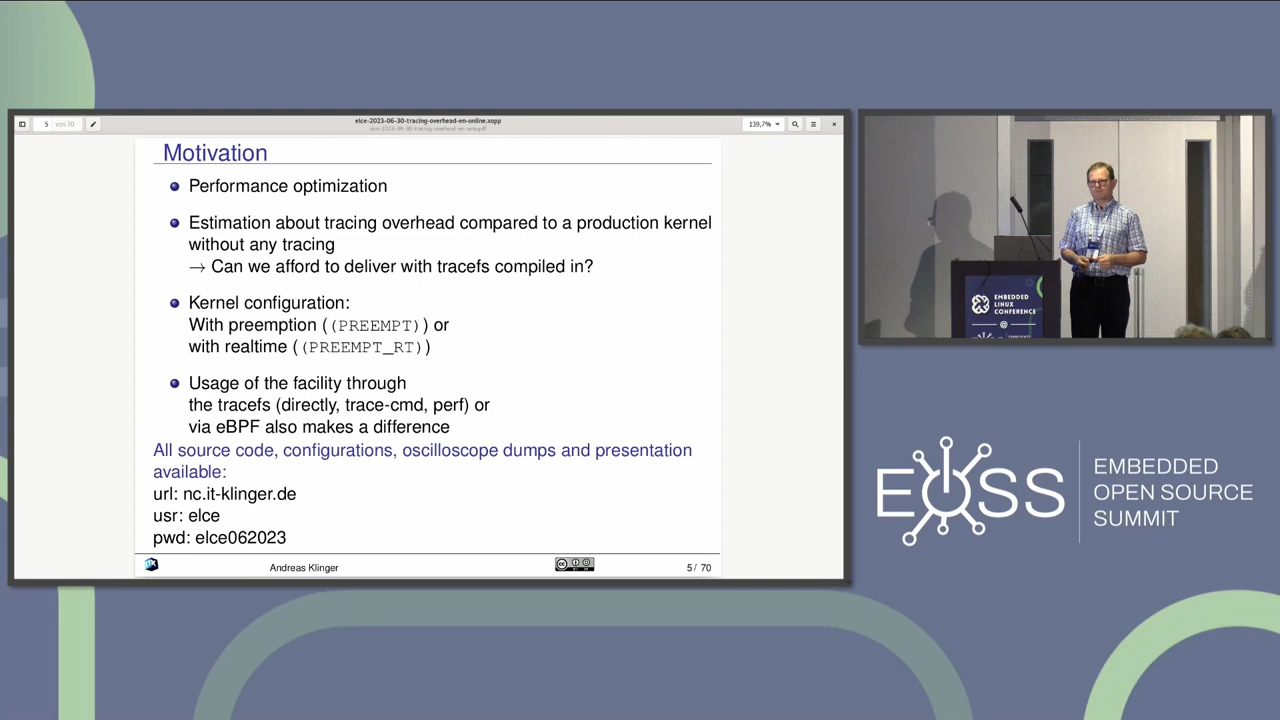 5 von 70
elce-2023-06-30-tracing-overhead-en-online.xopp
139,7%
Motivation
Performance optimization
Estimation about tracing overhead compared to a production kernel
without any tracing
→ Can we afford to deliver with tracefs compiled in?
Kernel configuration:
With preemption ((PREEMPT)) or
with realtime ((PREEMPT_RT))
Usage of the facility through
the tracefs (directly, trace-cmd, perf) or
via eBPF also makes a difference
All source code, configurations, oscilloscope dumps and presentation
available:
url: nc.it-klinger.de
usr: elce
pwd: elce062023
Andreas Klinger
5 / 70
EMBEDDED
LINUX
CONFERENCE
EOSS
EMBEDDED
OPEN SOURCE
SUMMIT